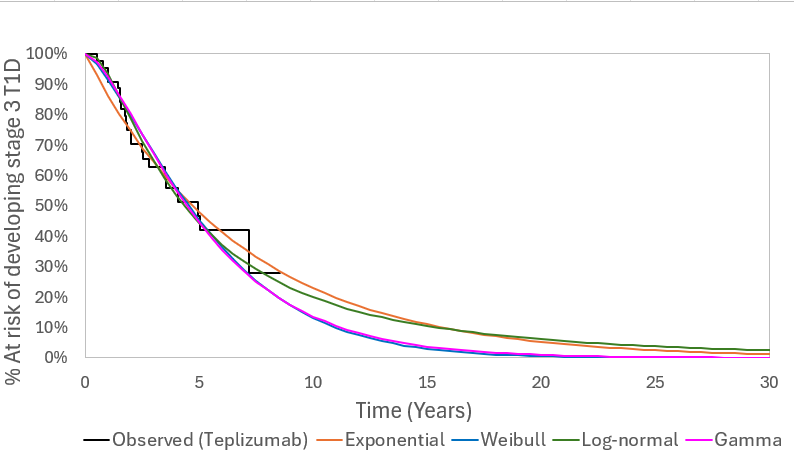 % At risk of developing stage 3 T1D
100%
90%
80%
70%
60%
50%
40%
30%
20%
10%
0%
0 5 10 15 20 25 30
Time (Years)
Observed (Teplizumab) Exponential Weibull Log-normal Gamma